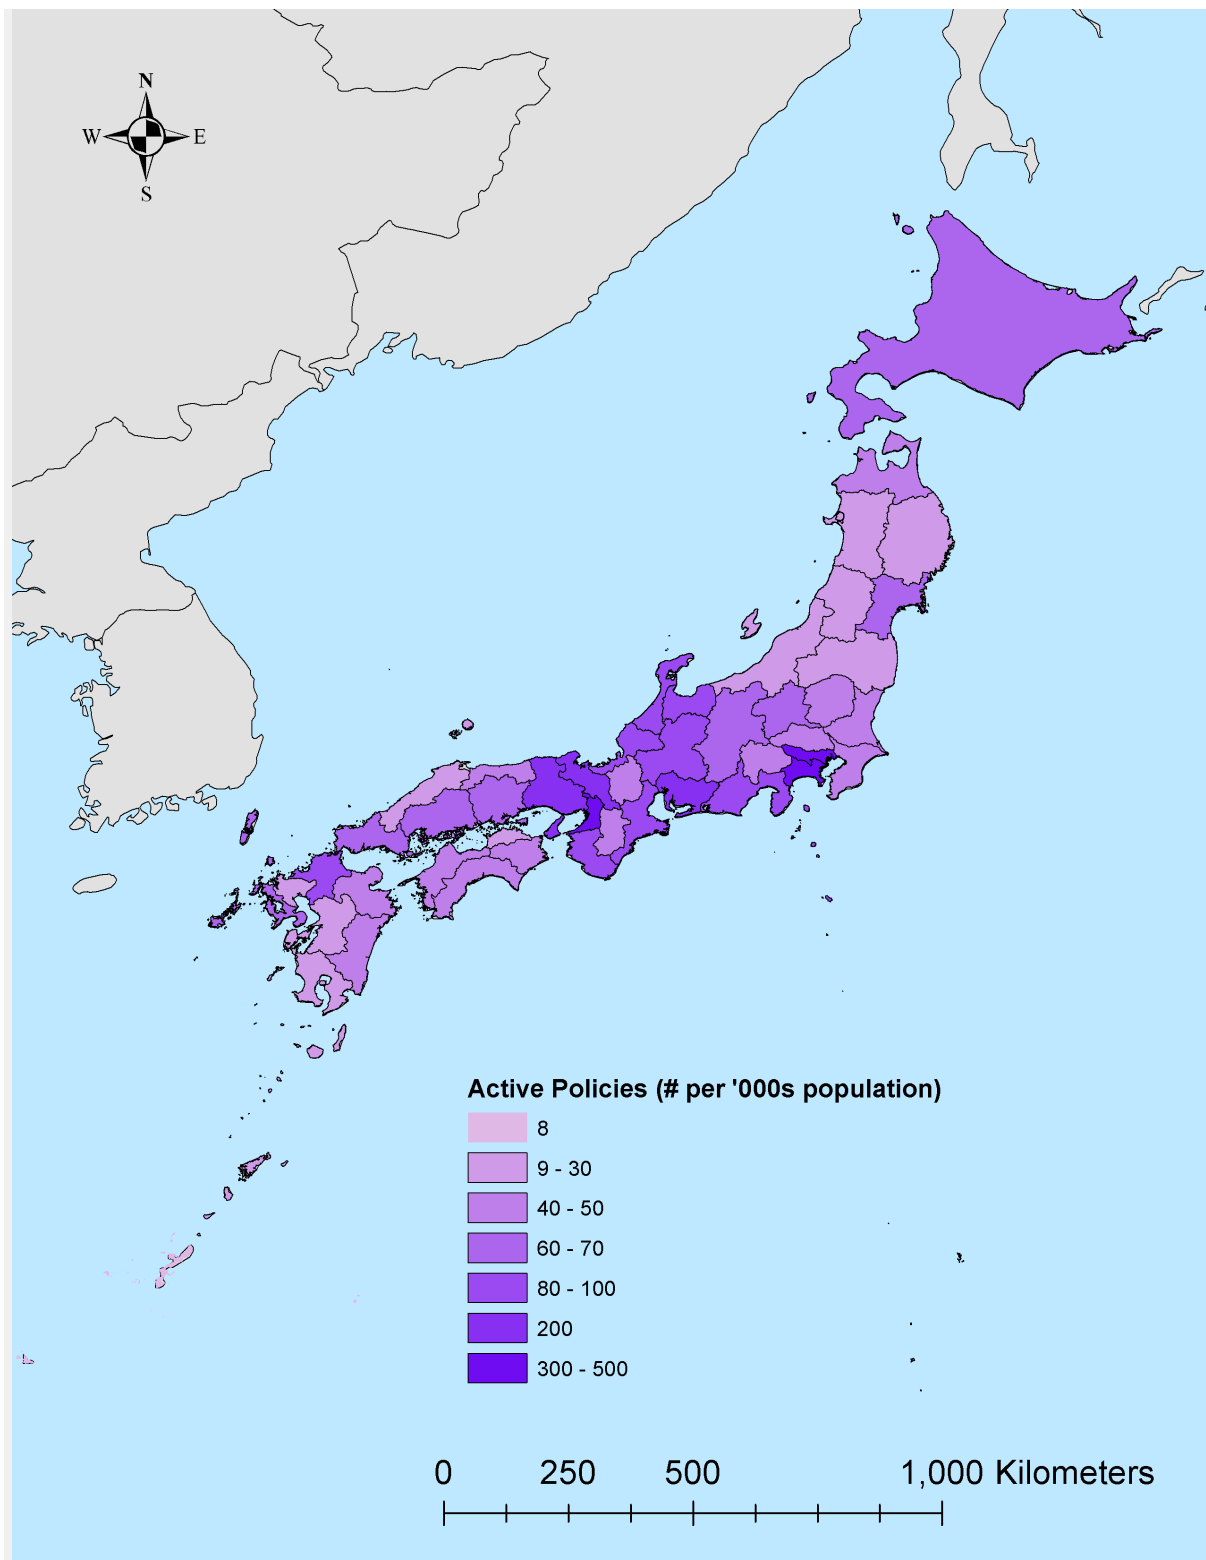 N
W E
S
Active Policies (# per '000s population)
8
9 - 30
40 - 50
60 - 70
80 - 100
200
300 - 500
0 250 500 1,000 Kilometers